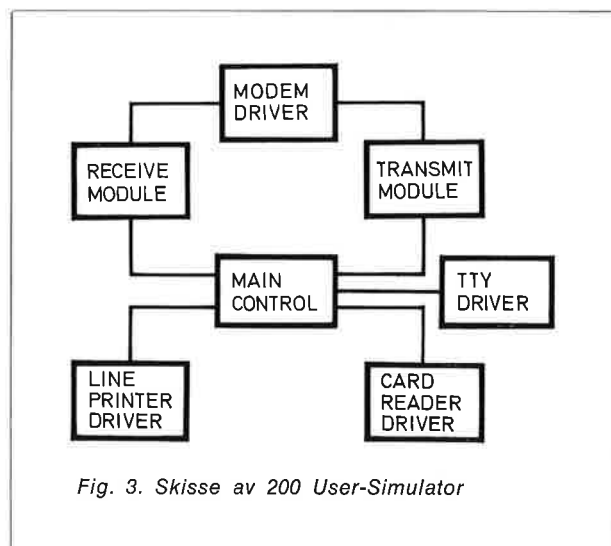 MODEM
DRIVER
RECEIVE
MODULE
TRANSMIT
MODULE
MAIN
CONTROL
TTY
DRIVER
LINE
PRINTER
DRIVER
CARD
READER
DRIVER
Fig. 3. Skisse av 200 User-Simulator